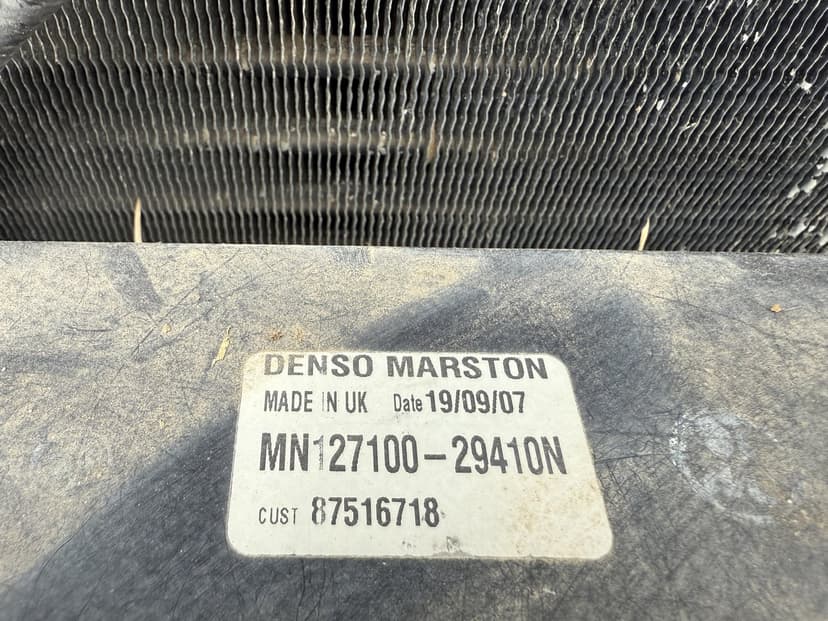 DENSO MARSTON
MADE IN UK Date 19/09/07
MN127100-29410N
CUST 87516718